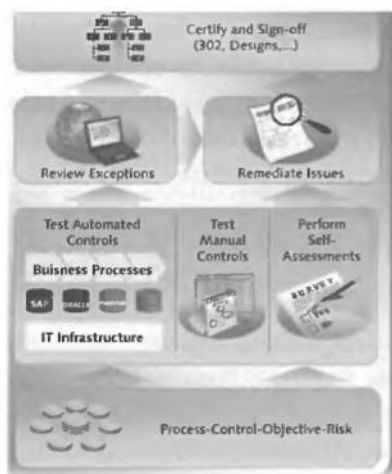 Certify and Sign-off
(302, Designs,...)
Review Exceptions
Remediate Issues
Test Automated
Controls
Buisness Processes
SAP
ORACLE
IT Infrastructure
Test
Manual
Controls
Perform
Self-
Assessments
SURVEY
Yes
Process-Control-Objective-Risk